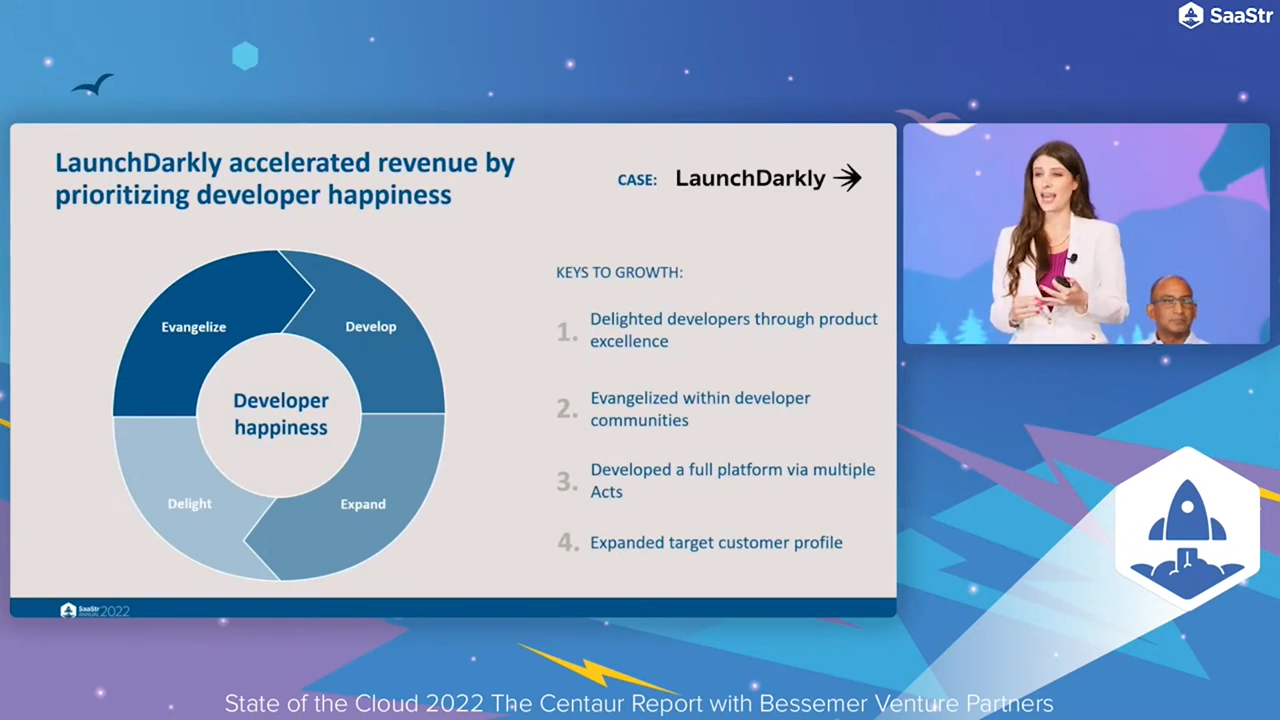 SaaStr
LaunchDarkly accelerated revenue by
prioritizing developer happiness
CASE: LaunchDarkly
KEYS TO GROWTH:
Evangelize
Develop
Developer
happiness
Delight
Expand
1. Delighted developers through product
excellence
2. Evangelized within developer
communities
3. Developed a full platform via multiple
Acts
4. Expanded target customer profile
SaaStr
ANNUAL 2022
State of the Cloud 2022 The Centaur Report with Bessemer Venture Partners